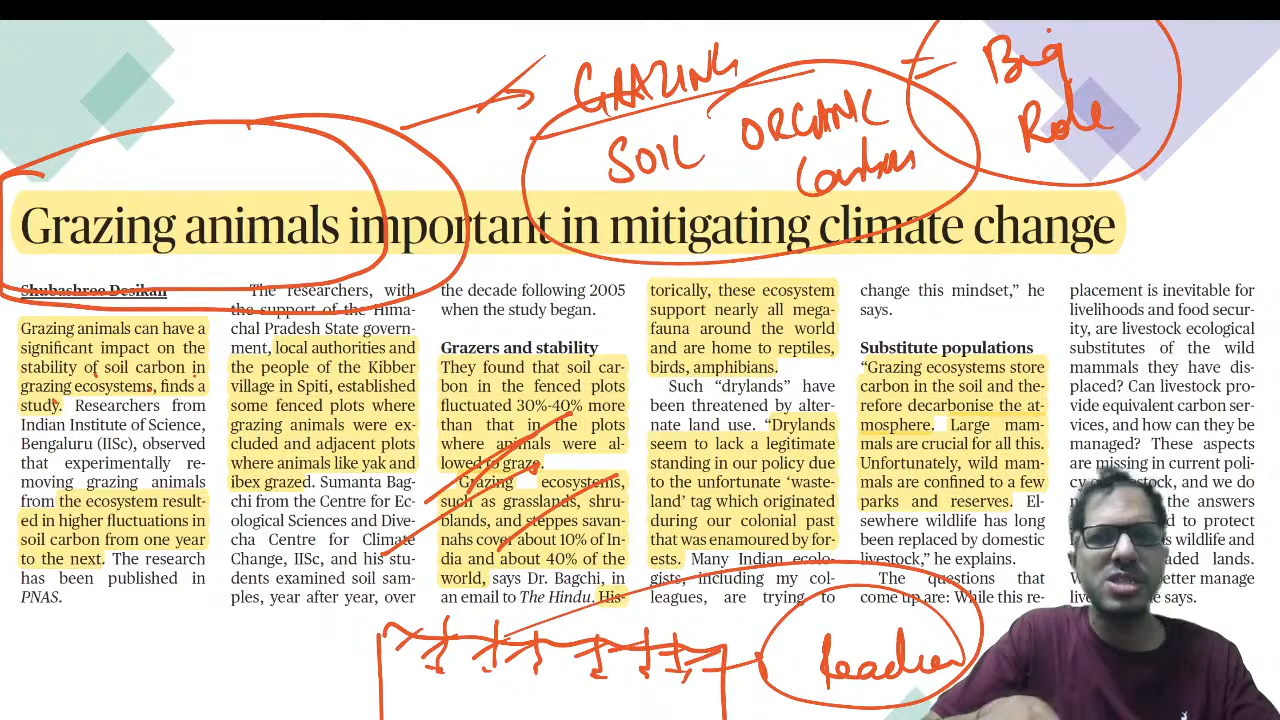 GRAZING
SOIL ORGANIC
Big
Role
Grazing animals important in mitigating climate change
Shubashree Desikan
Grazing animals can have a
significant impact on the
stability of soil carbon in
grazing ecosystems, finds a
study. Researchers from
Indian Institute of Science,
Bengaluru (IISc), observed
that experimentally re-
moving grazing animals
from the ecosystem result-
ed in higher fluctuations in
soil carbon from one year
to the next. The research
has been published in
PNAS.
The researchers, with
the support of the Hima-
chal Pradesh State govern-
ment, local authorities and
the people of the Kibber
village in Spiti, established
some fenced plots where
grazing animals were ex-
cluded and adjacent plots
where animals like yak and
ibex grazed. Sumanta Bag-
chi from the Centre for Ec-
ological Sciences and Dive-
cha Centre for Climate
Change, IISc, and his stu-
dents examined soil sam-
ples, year after year, over
the decade following 2005
when the study began.
Grazers and stability
They found that soil car-
bon in the fenced plots
fluctuated 30%-40% more
than that in the plots
where animals were al-
lowed to graze.
Grazing ecosystems,
such as grasslands, shru-
blands, and steppes savan-
nahs cover about 10% of In-
dia and about 40% of the
world, says Dr. Bagchi, in
an email to The Hindu. His-
torically, these ecosystem
support nearly all mega-
fauna around the world
and are home to reptiles,
birds, amphibians.
Such “drylands” have
been threatened by alter-
nate land use. “Drylands
seem to lack a legitimate
standing in our policy due
to the unfortunate ‘waste-
land’ tag which originated
during our colonial past
that was enamoured by for-
ests. Many Indian ecolo-
gists, including my col-
leagues, are trying to
change this mindset,” he
says.
Substitute populations
“Grazing ecosystems store
carbon in the soil and the-
refore decarbonise the at-
mosphere. Large mam-
mals are crucial for all this.
Unfortunately, wild mam-
mals are confined to a few
parks and reserves. El-
sewhere wildlife has long
been replaced by domestic
livestock,” he explains.
The questions that
come up are: While this re-
placement is inevitable for
livelihoods and food secur-
ity, are livestock ecological
substitutes of the wild
mammals they have dis-
placed? Can livestock pro-
vide equivalent carbon ser-
vices, and how can they be
managed? These aspects
are missing in current poli-
and we do
the answers
to protect
wildlife and
lands.
better manage
says.